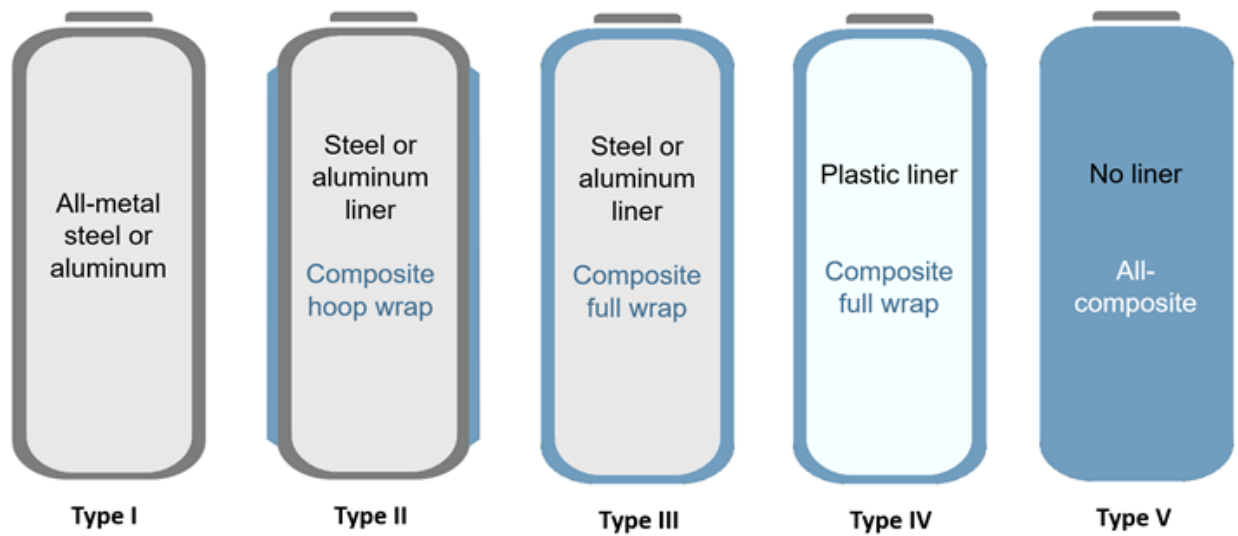 All-metal
steel or
aluminum
Steel or
aluminum
liner
Composite
hoop wrap
Steel or
aluminum
liner
Composite
full wrap
Plastic liner
Composite
full wrap
No liner
All-
composite
Type I
Type II
Type III
Type IV
Type V